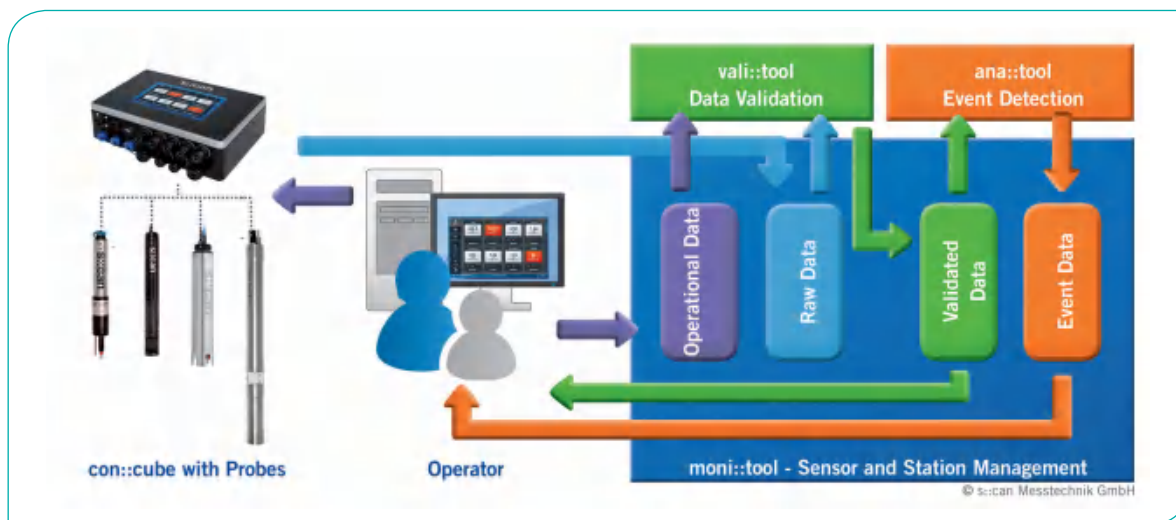 vali::tool
Data Validation
ana::tool
Event Detection
Operational Data
Raw Data
Validated
Data
Event Data
con::cube with Probes
Operator
moni::tool - Sensor and Station Management
© s::can Messtechnik GmbH